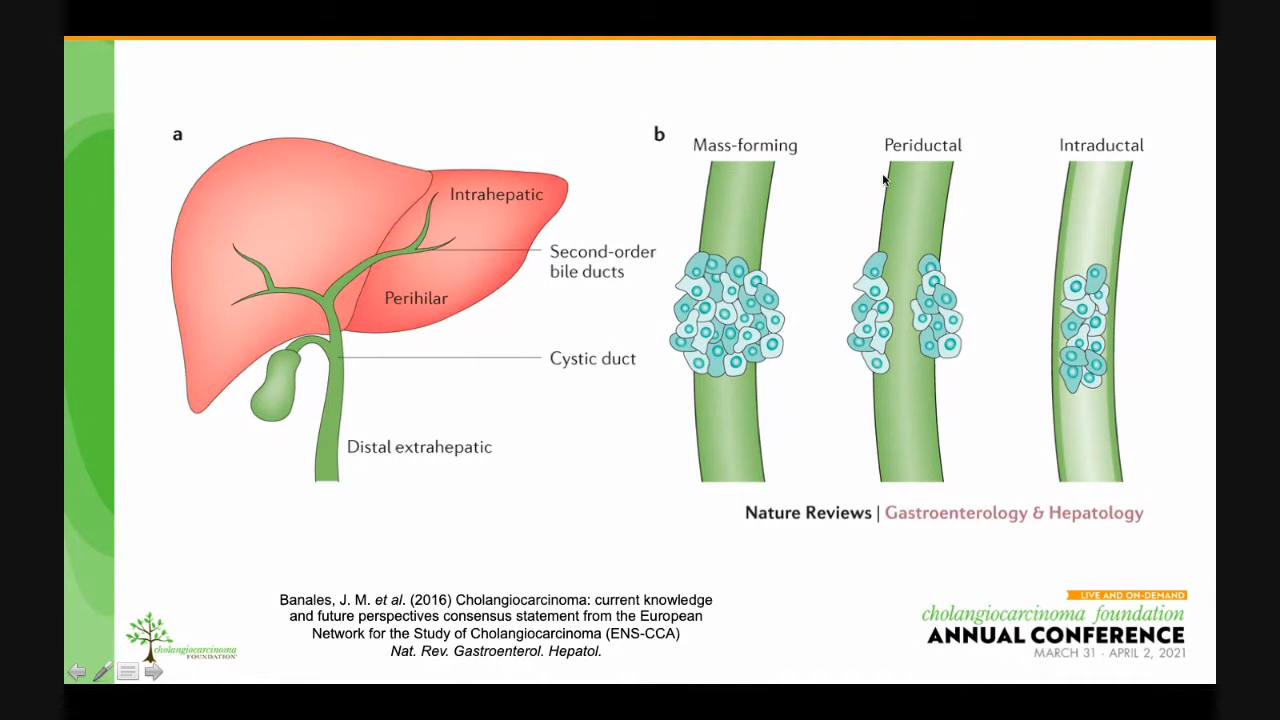 a
Intrahepatic
Second-order
bile ducts
Perihilar
Cystic duct
Distal extrahepatic
b
Mass-forming
Periductal
Intraductal
Nature Reviews | Gastroenterology & Hepatology
Banales, J. M. et al. (2016) Cholangiocarcinoma: current knowledge
and future perspectives consensus statement from the European
Network for the Study of Cholangiocarcinoma (ENS-CCA)
Nat. Rev. Gastroenterol. Hepatol.
cholangiocarcinoma
FOUNDATION
LIVE AND ON-DEMAND
cholangiocarcinoma foundation
ANNUAL CONFERENCE
MARCH 31 - APRIL 2, 2021